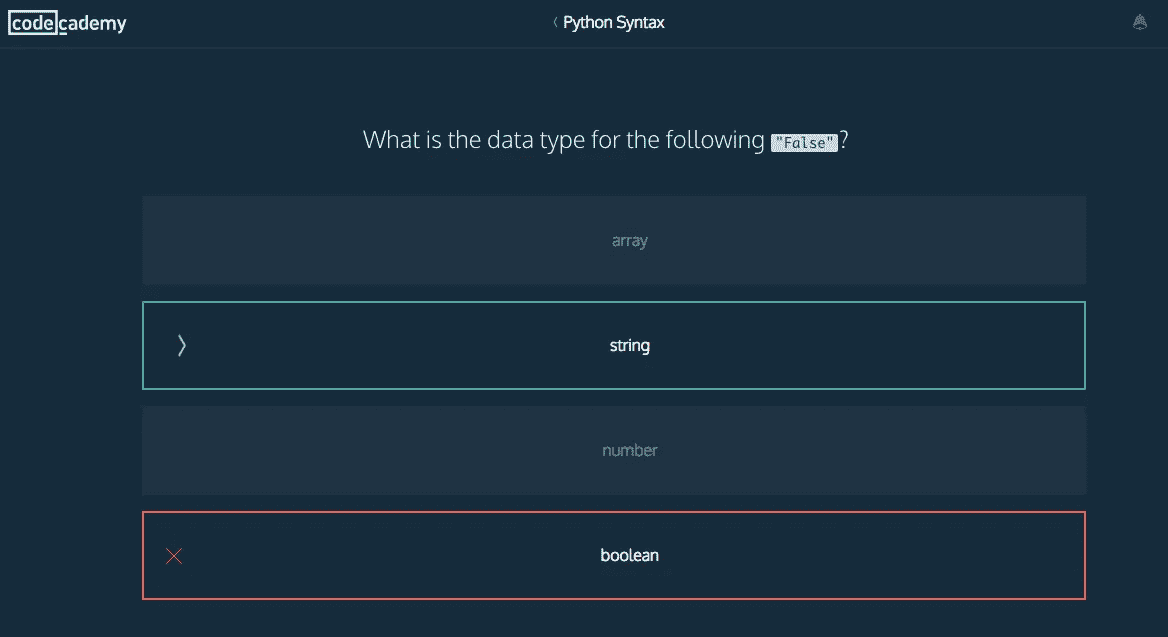 codecademy
Python Syntax
What is the data type for the following "False"?
array
string
number
boolean